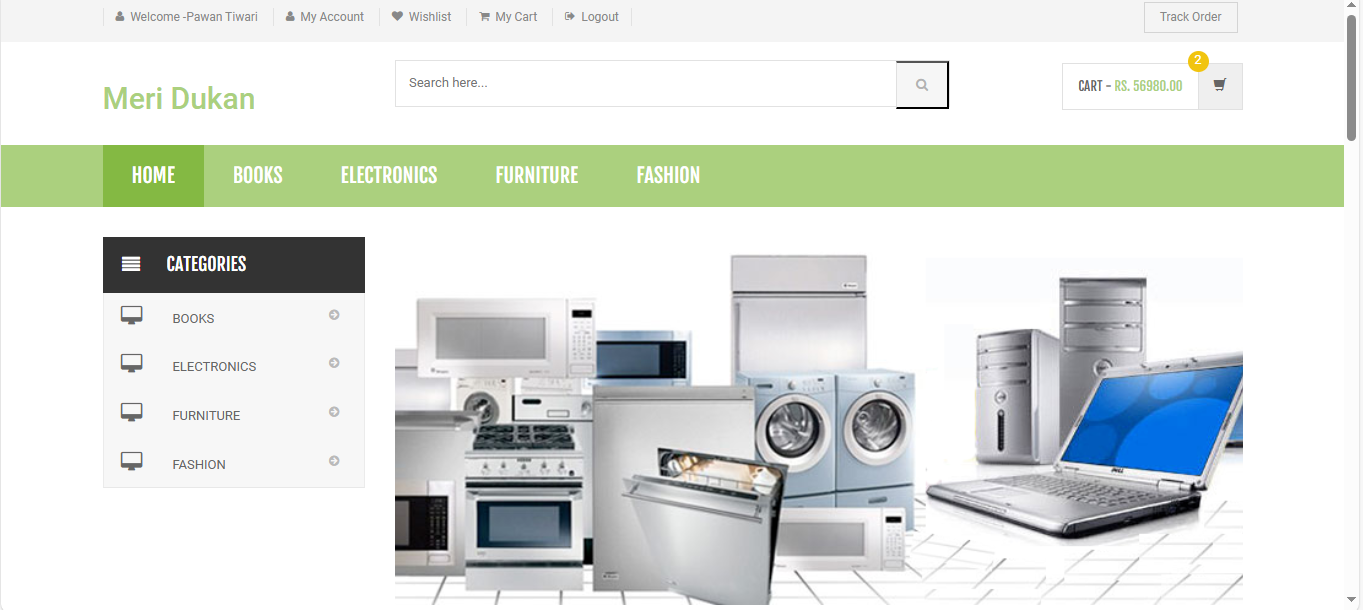 Welcome -Pawan Tiwari My Account Wishlist My Cart Logout Track Order
Meri Dukan
Search here...
CART - RS. 56980.00
2
HOME BOOKS ELECTRONICS FURNITURE FASHION
CATEGORIES
BOOKS
ELECTRONICS
FURNITURE
FASHION
DELL